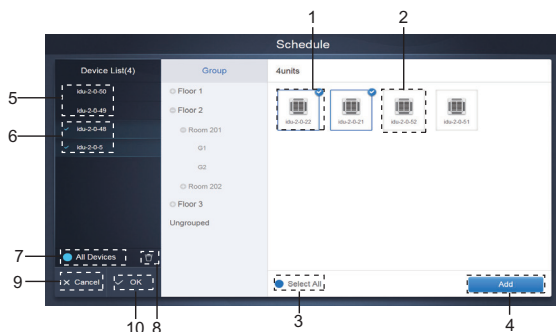 1
2
Schedule
Device List(4)
Group
4units
5
idu-2-0-50
idu-2-0-49
6
idu-2-0-48
idu-2-0-5
Floor 1
Floor 2
Room 201
G1
G2
Room 202
Floor 3
Ungrouped
idu-2-0-22
idu-2-0-21
idu-2-0-52
idu-2-0-51
7
All Devices
9
Cancel
OK
Select All
Add
10
8
3
4